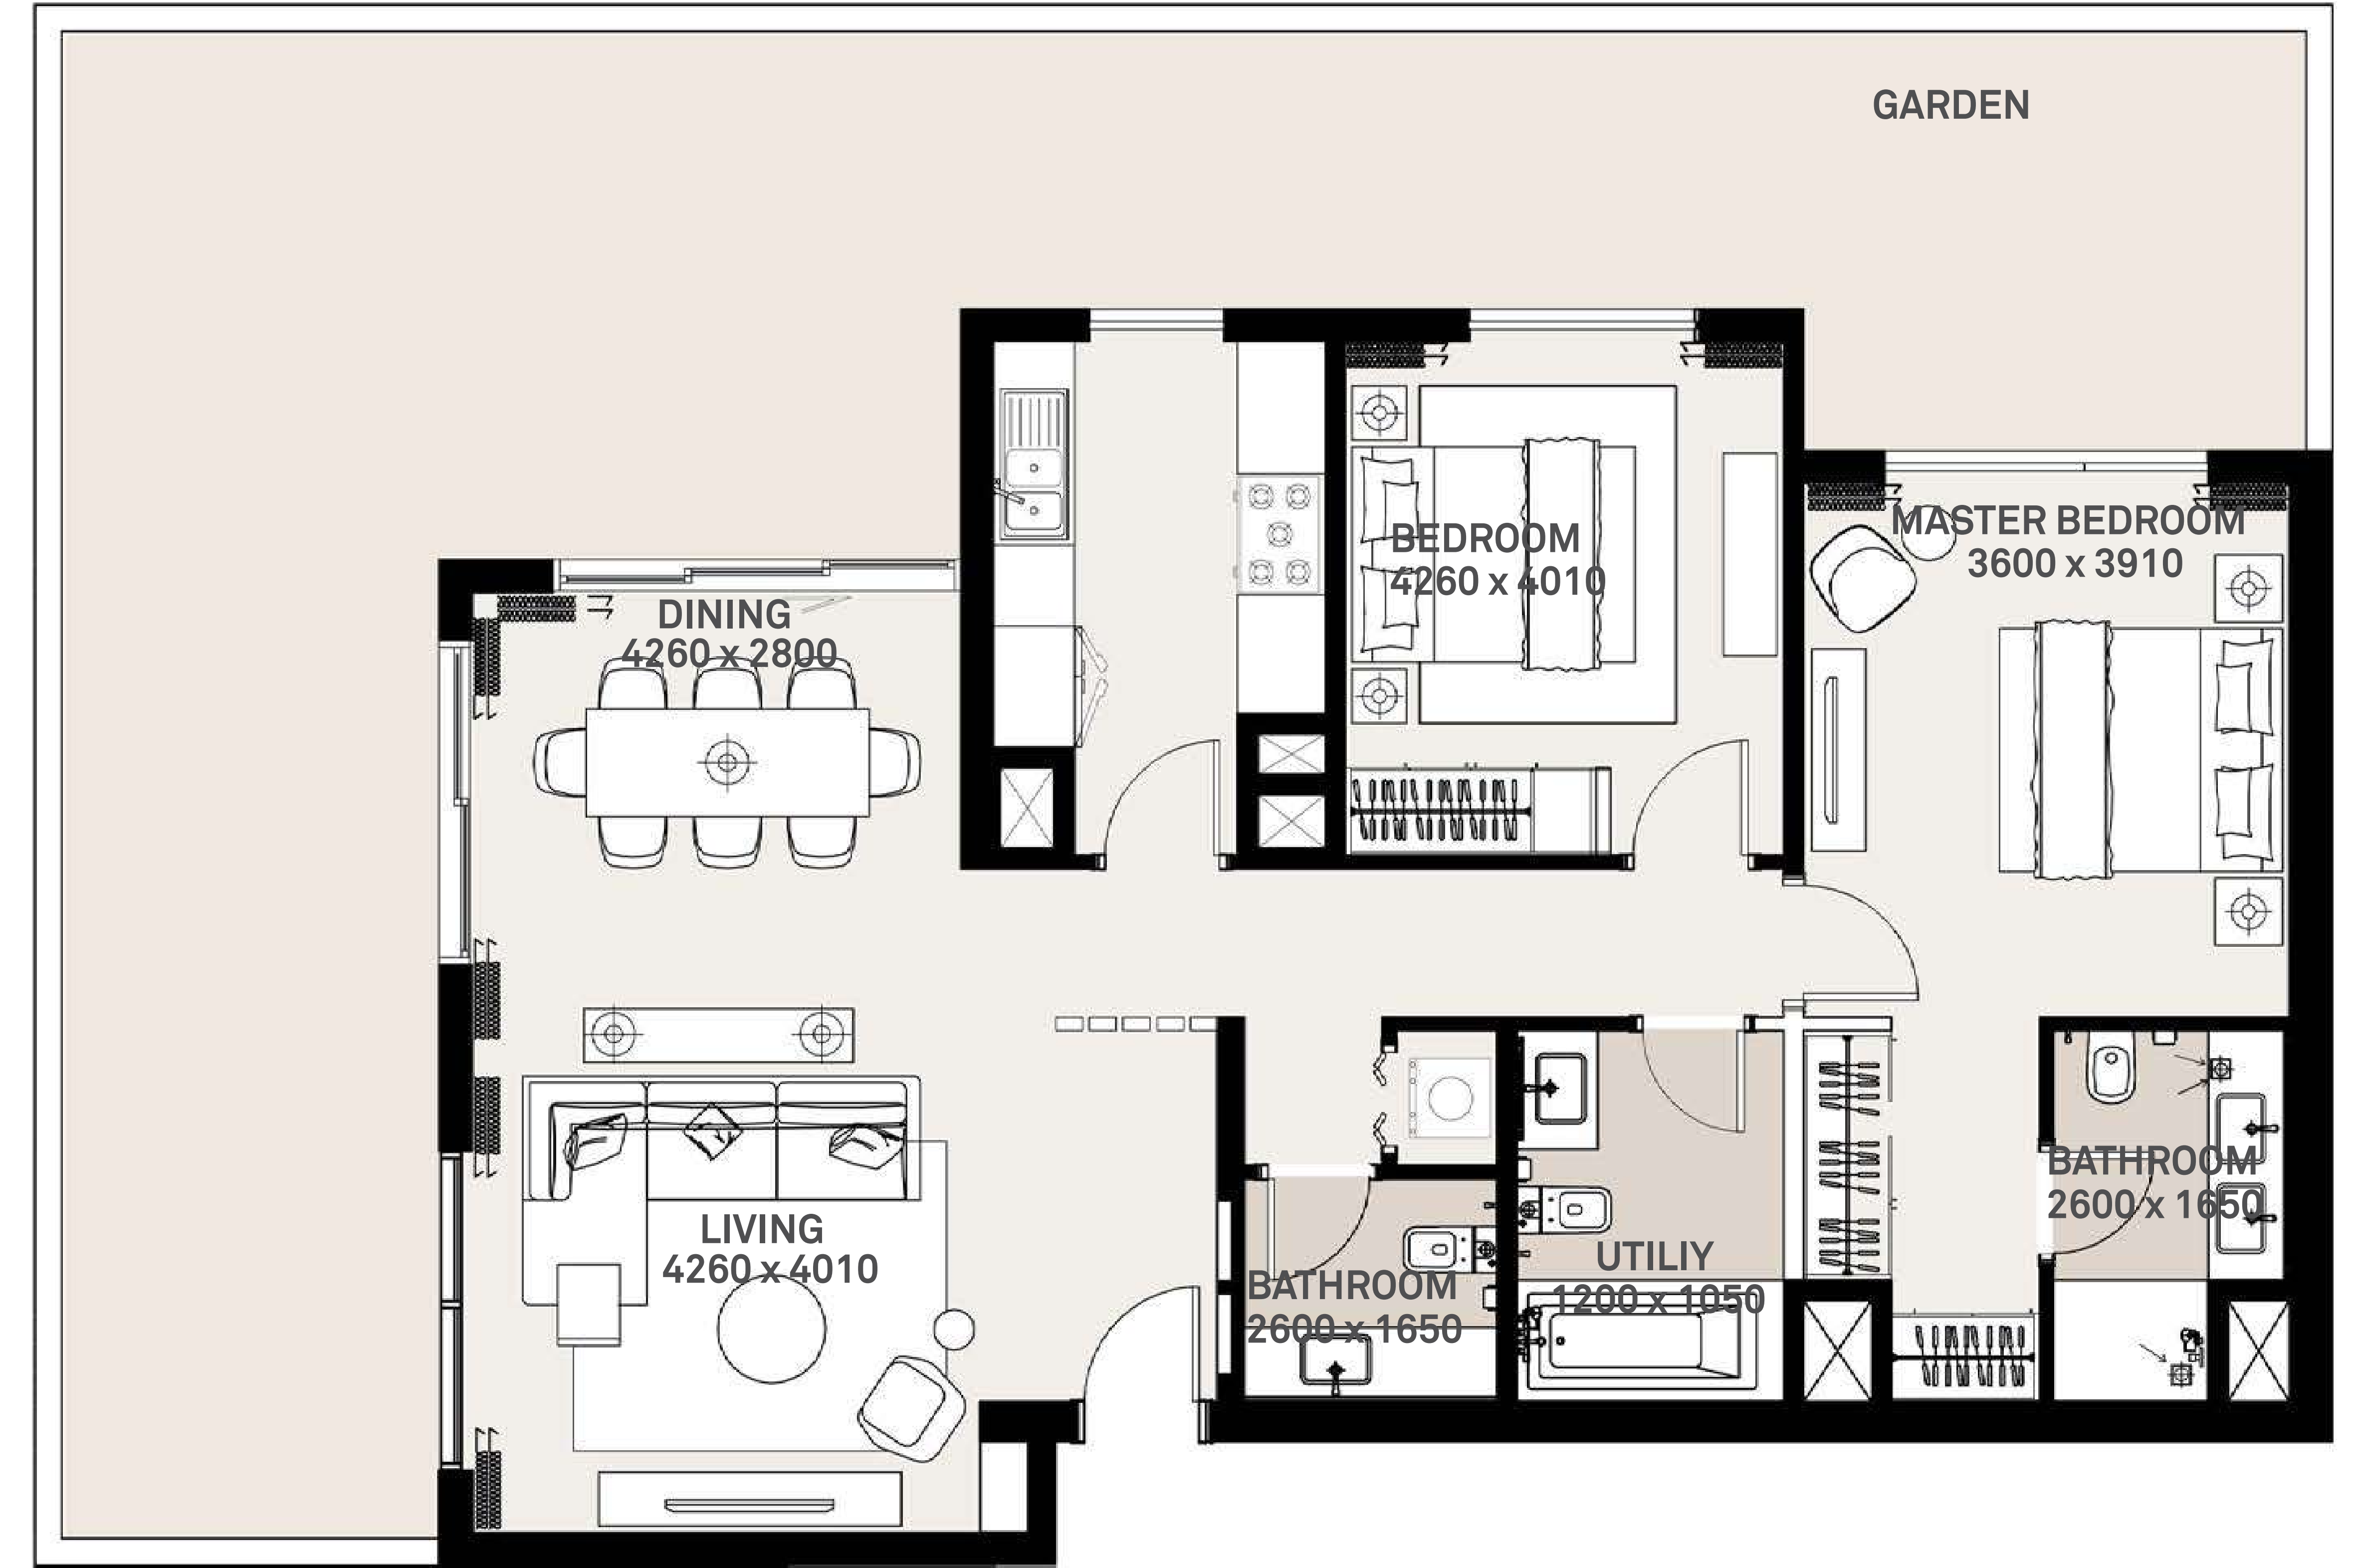 GARDEN
MASTER BEDROOM
3600 x 3910
BEDROOM
4260 x 4010
DINING
4260 x 2800
BATHROOM
2600 x 1650
LIVING
4260 x 4010
UTILIY
1200 x 1050
BATHROOM
2600 x 1650